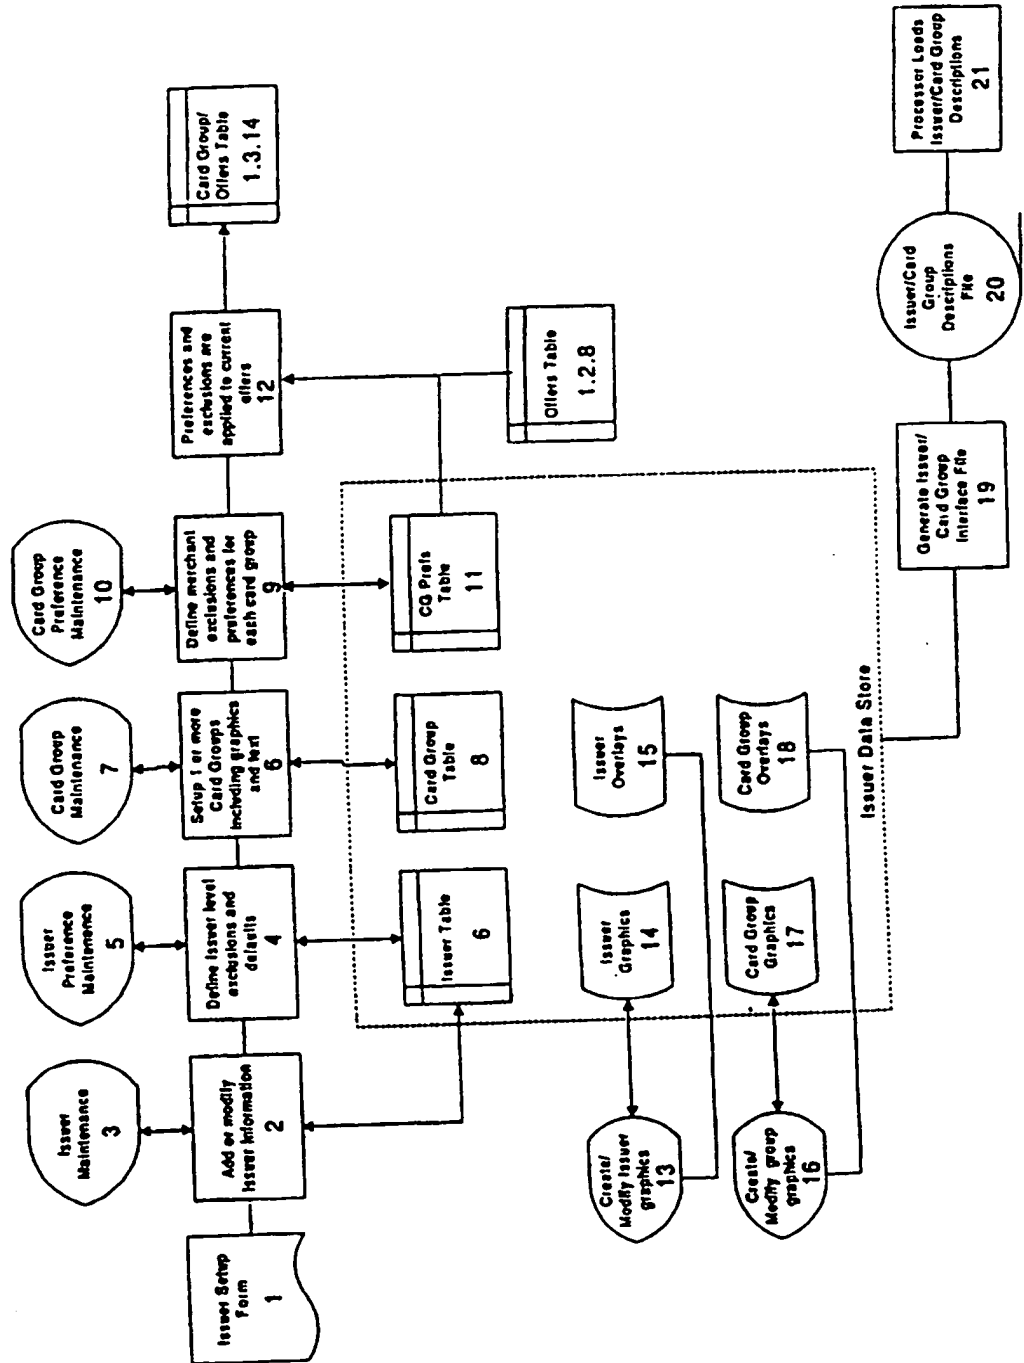 Issuer Setup
Form
1
Add or modify
Issuer Information
2
Issuer
Maintenance
3
Define Issuer level
exclusions and
defaults
4
Issuer
Preference
Maintenence
5
Setup 1 or more
Card Groups
Including graphics
and text
6
Card Group
Maintenance
7
Define merchant
exclusions and
preferences for
each card group
9
Card Group
Preference
Maintenance
10
Preferences and
exclusions are
applied to current
offers
12
Card Group/
Offers Table
1.3.14
Issuer Table
6
Card Group
Table
8
CG Prefs
Table
11
Offers Table
1.2.8
Create/
Modify Issuer
graphics
13
Issuer
Graphics
14
Issuer
Overlays
15
Create/
Modify group
graphics
16
Card Group
Graphics
17
Card Group
Overlays
18
Issuer Data Store
Generate Issuer/
Card Group
Interface File
19
Issuer/Card
Group
Descriptions
File
20
Processor Loads
Issuer/Card Group
Descriptions
21